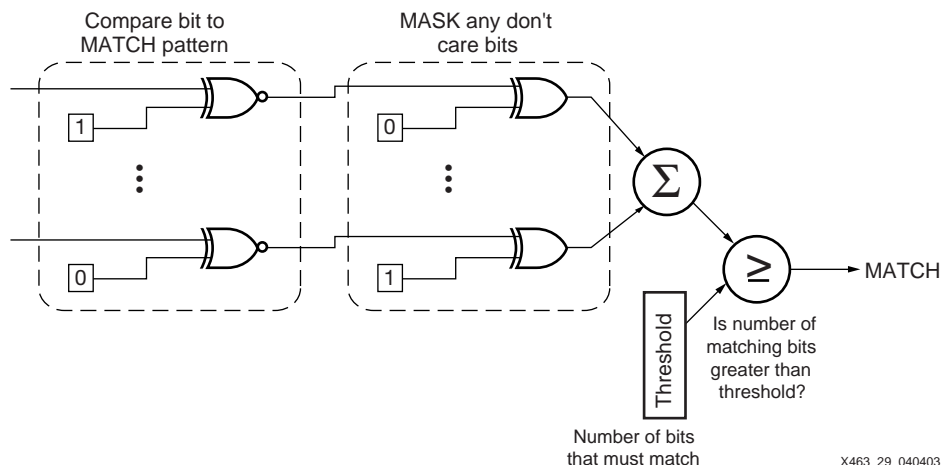 Compare bit to
MATCH pattern
MASK any don't
care bits
1
0
Σ
0
1
≥
MATCH
Threshold
Is number of
matching bits
greater than
threshold?
Number of bits
that must match
X463_29_040403